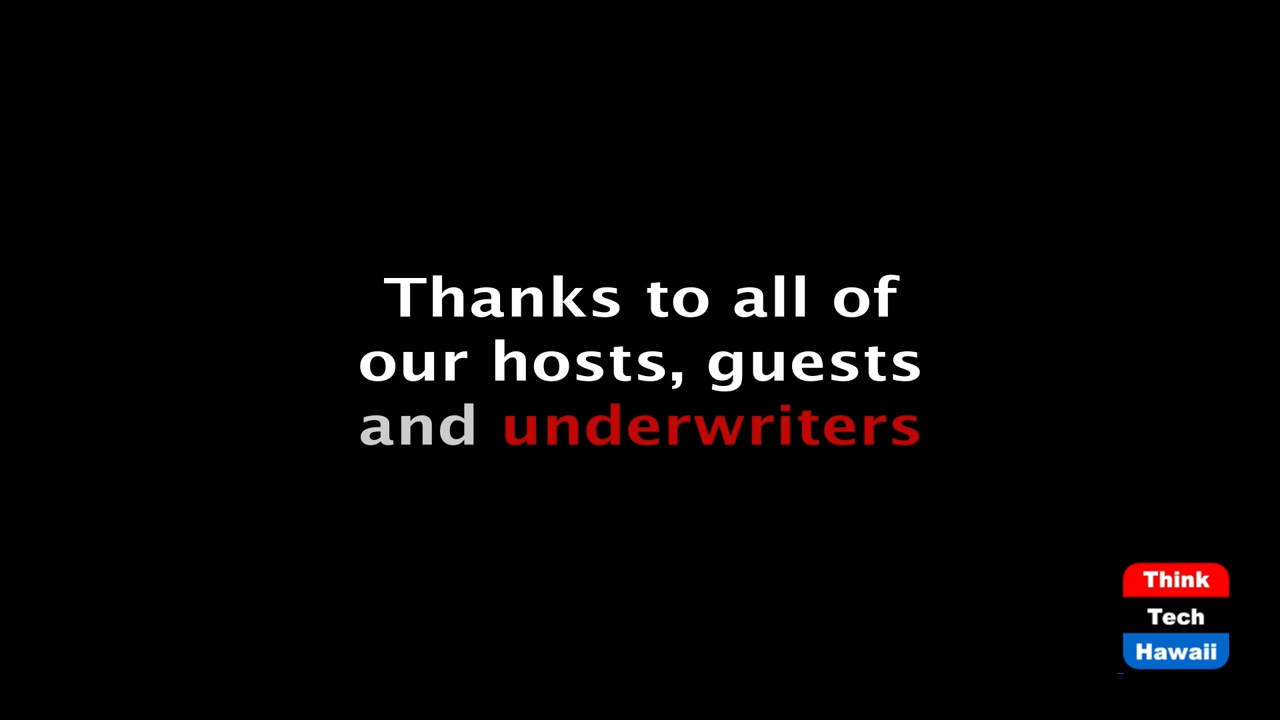 Thanks to all of
our hosts, guests
and underwriters
Think
Tech
Hawaii